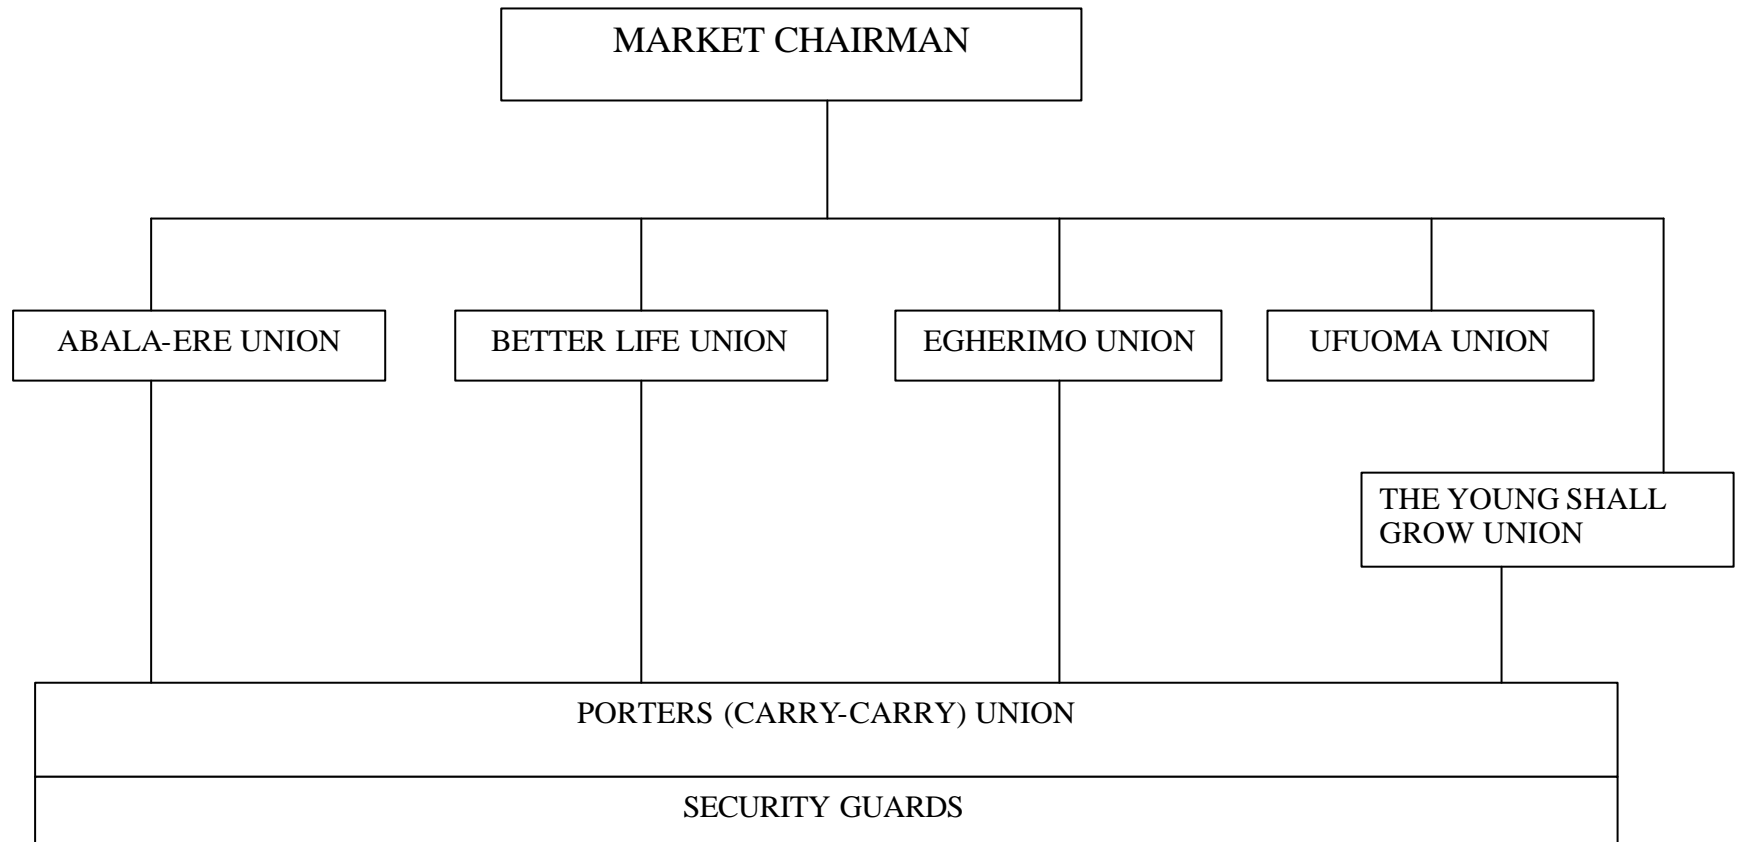 MARKET CHAIRMAN
ABALA-ERE UNION
BETTER LIFE UNION
EGHERIMO UNION
UFUOMA UNION
THE YOUNG SHALL
GROW UNION
PORTERS (CARRY-CARRY) UNION
SECURITY GUARDS